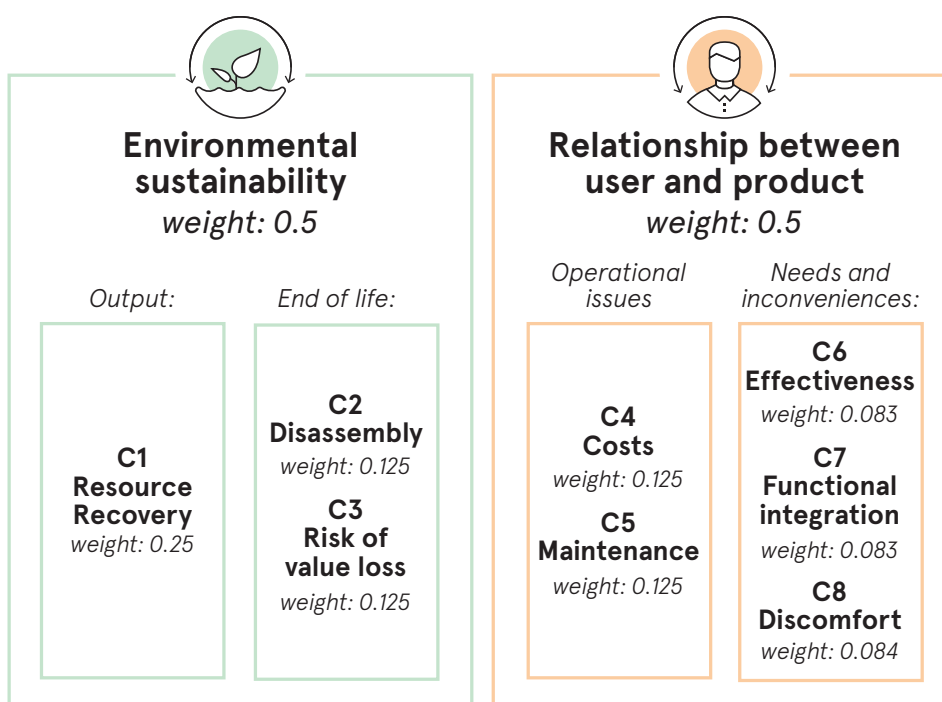 Environmental
sustainability
weight: 0.5
Output:
End of life:
C1
Resource
Recovery
weight: 0.25
C2
Disassembly
weight: 0.125
C3
Risk of
value loss
weight: 0.125
Relationship between
user and product
weight: 0.5
Operational
issues
Needs and
inconveniences:
C4
Costs
weight: 0.125
C5
Maintenance
weight: 0.125
C6
Effectiveness
weight: 0.083
C7
Functional
integration
weight: 0.083
C8
Discomfort
weight: 0.084